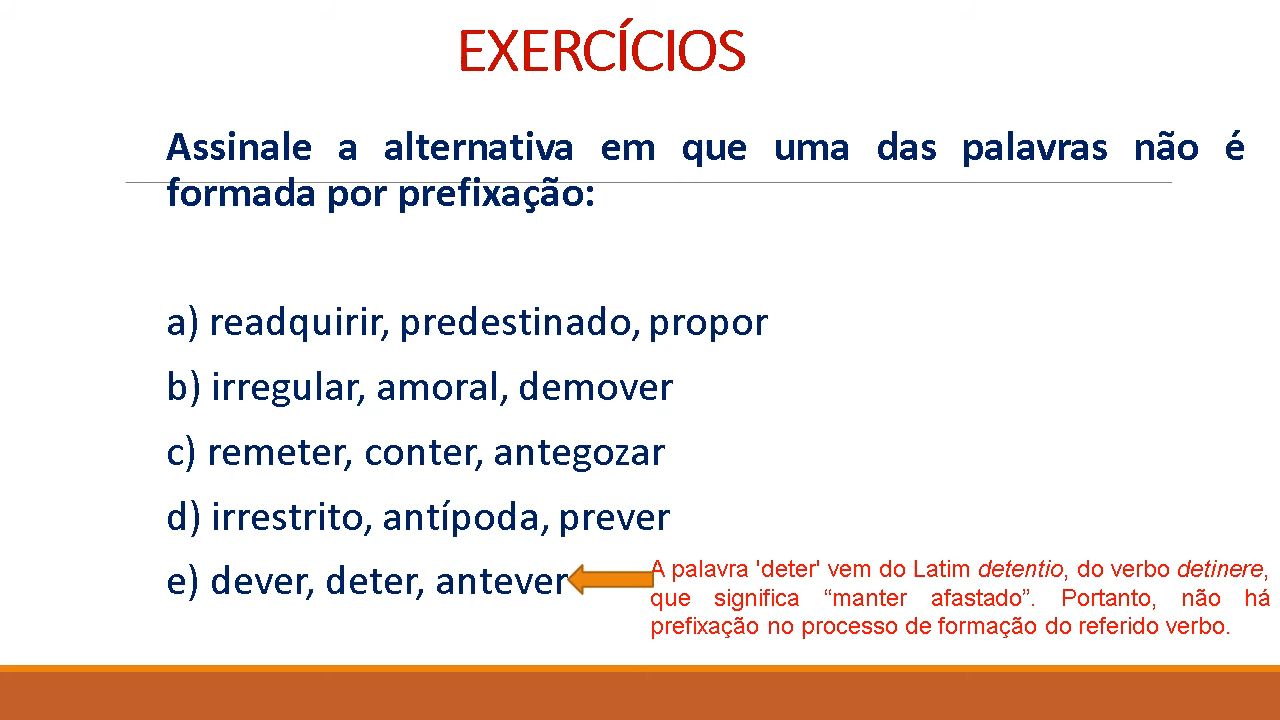 EXERCÍCIOS
Assinale a alternativa em que uma das palavras não é
formada por prefixação:
a) readquirir, predestinado, propor
b) irregular, amoral, demover
c) remeter, conter, antegozar
d) irrestrito, antípoda, prever
e) dever, deter, antever
A palavra 'deter' vem do Latim detentio, do verbo detinere,
que significa “manter afastado”. Portanto, não há
prefixação no processo de formação do referido verbo.